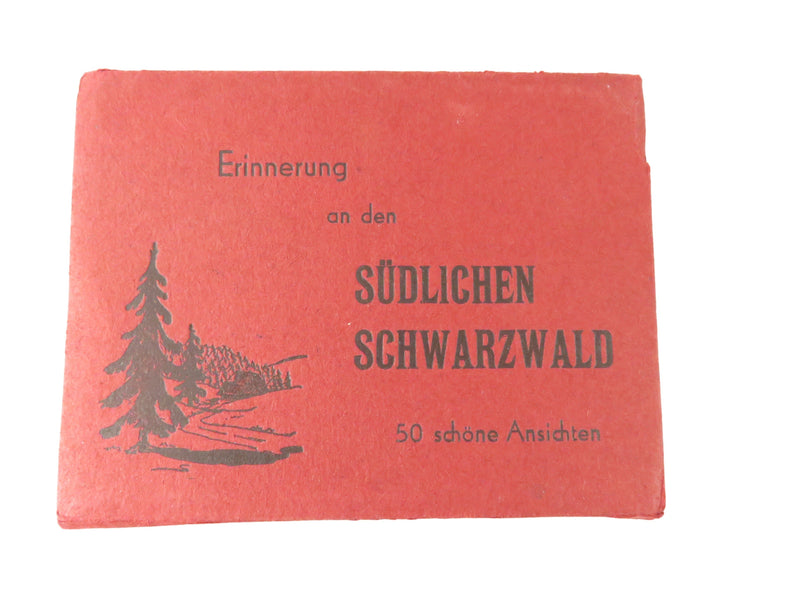 Erinnerung
an den
SÜDLICHEN
SCHWARZWALD
50 schöne Ansichten